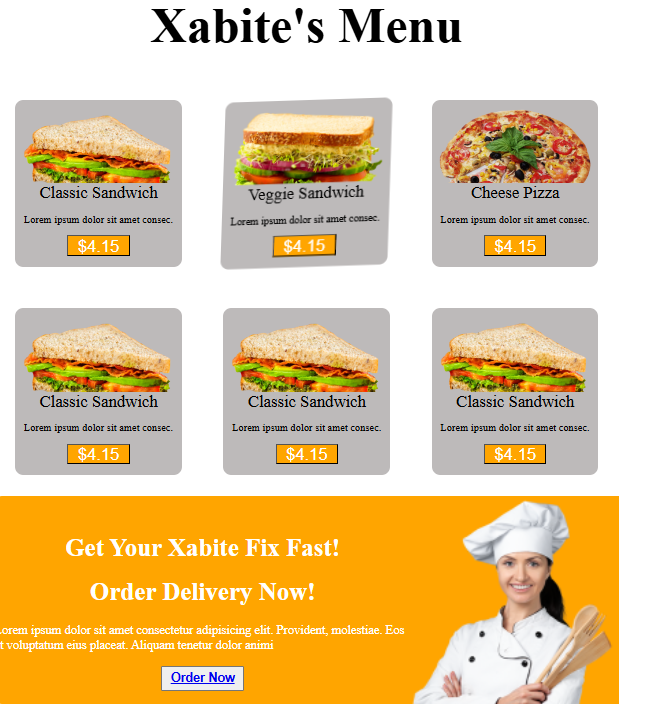 Xabite's Menu
Classic Sandwich
Lorem ipsum dolor sit amet consec.
$4.15
Veggie Sandwich
Lorem ipsum dolor sit amet consec.
$4.15
Cheese Pizza
Lorem ipsum dolor sit amet consec.
$4.15
Classic Sandwich
Lorem ipsum dolor sit amet consec.
$4.15
Classic Sandwich
Lorem ipsum dolor sit amet consec.
$4.15
Classic Sandwich
Lorem ipsum dolor sit amet consec.
$4.15
Get Your Xabite Fix Fast!
Order Delivery Now!
orem ipsum dolor sit amet consectetur adipisicing elit. Provident, molestiae. Eos
t voluptatum eius placeat. Aliquam tenetur dolor animi
Order Now